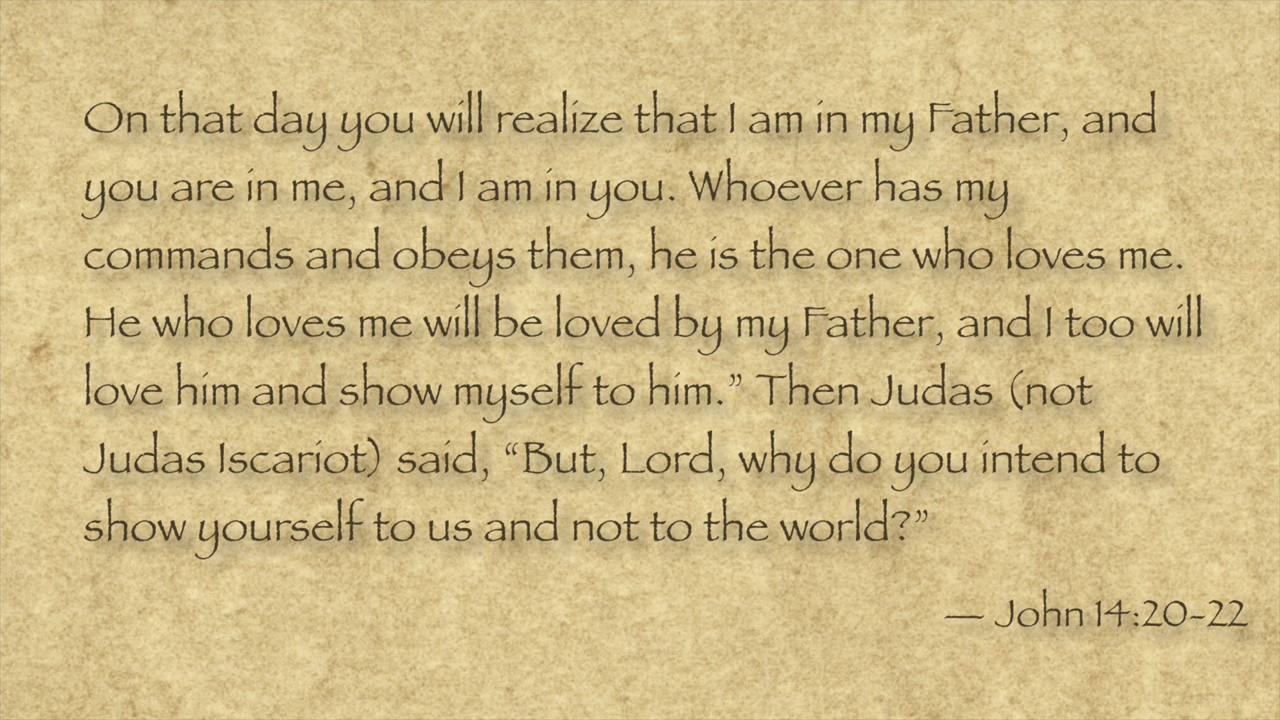 On that day you will realize that I am in my Father, and
you are in me, and I am in you. Whoever has my
commands and obeys them, he is the one who loves me.
He who loves me will be loved by my Father, and I too will
love him and show myself to him.” Then Judas (not
Judas Iscariot) said, “But, Lord, why do you intend to
show yourself to us and not to the world?”
— John 14:20-22